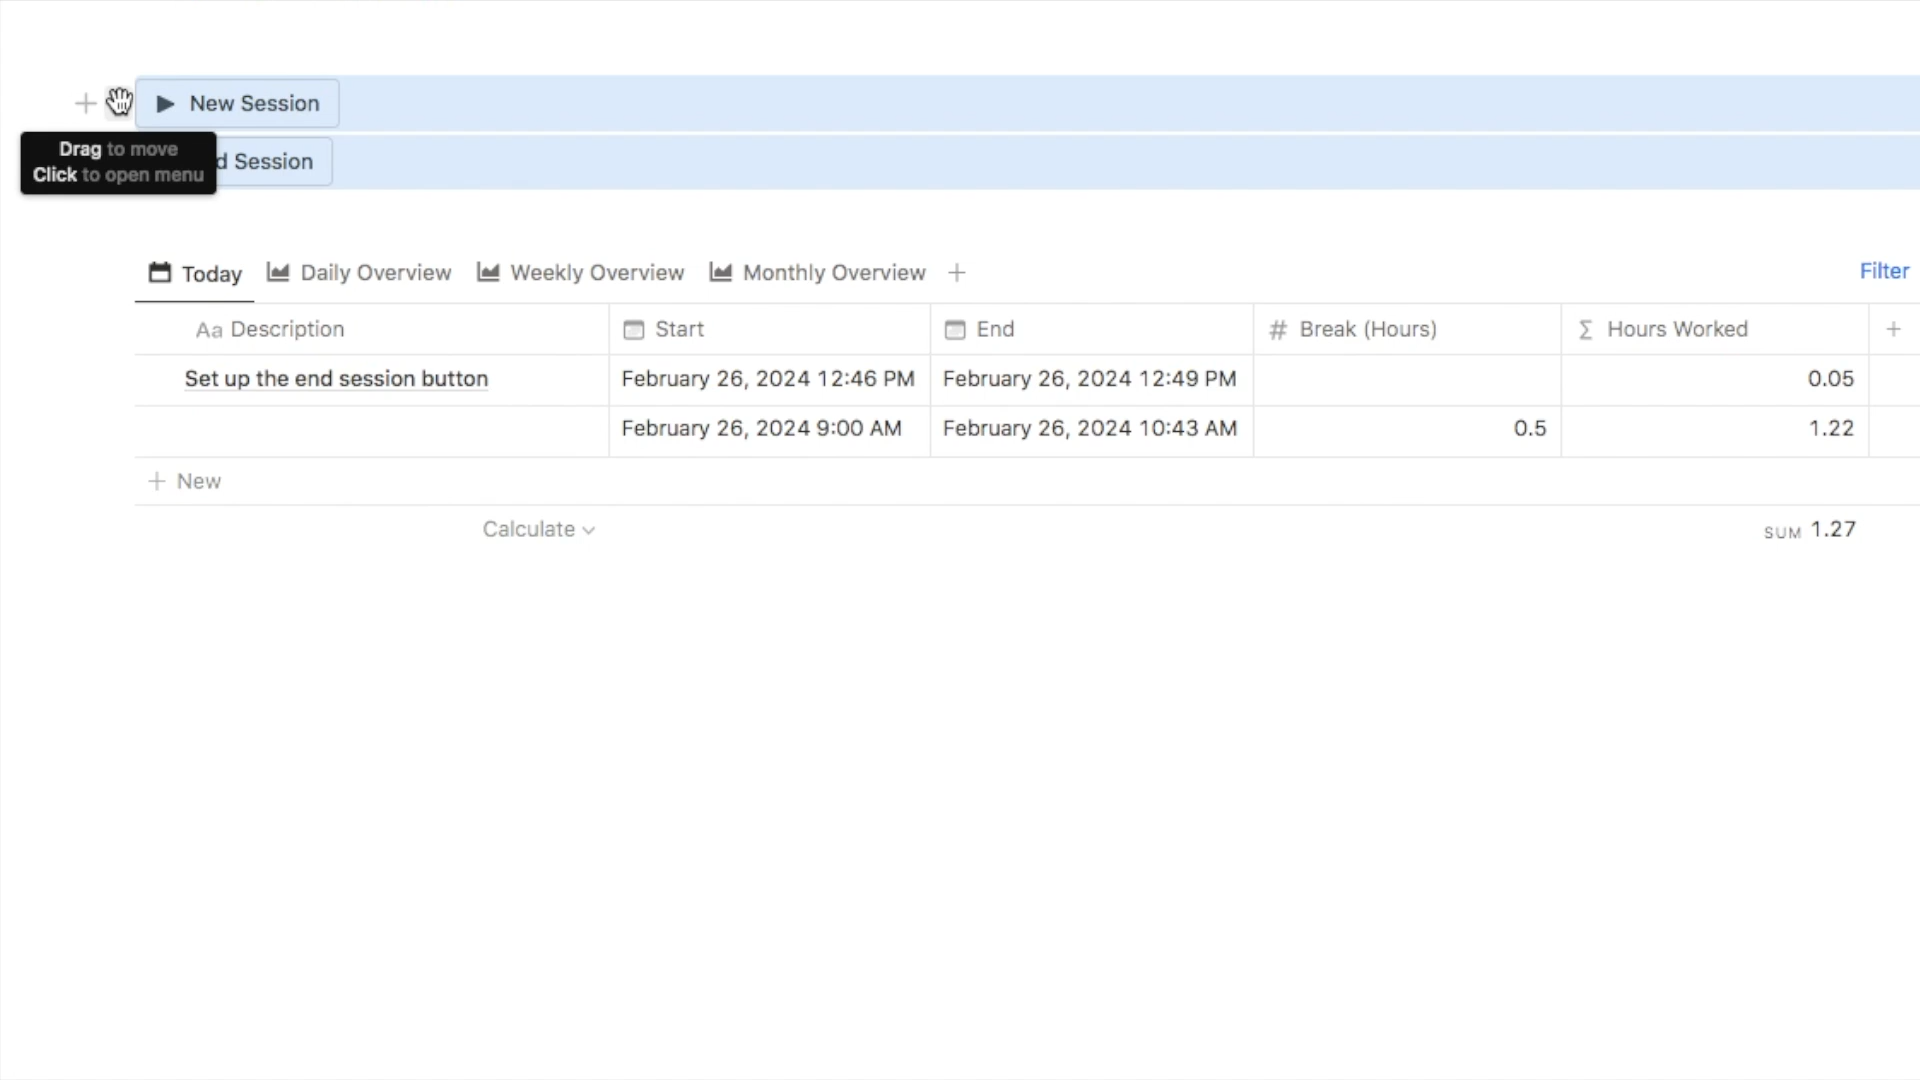 New Session
Drag to move
Click to open menu
d Session
Today Daily Overview Weekly Overview Monthly Overview
Filter
Aa Description Start End # Break (Hours) Σ Hours Worked
Set up the end session button February 26, 2024 12:46 PM February 26, 2024 12:49 PM 0.05
February 26, 2024 9:00 AM February 26, 2024 10:43 AM 0.5 1.22
+ New
Calculate SUM 1.27